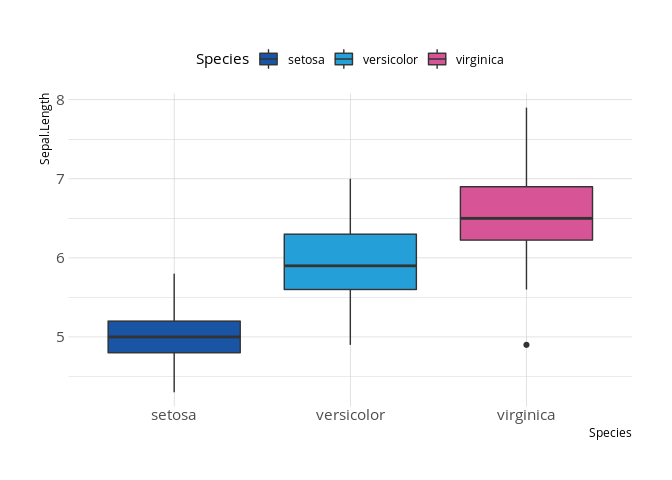 Species setosa versicolor virginica
Sepal.Length
8
7
6
5
setosa versicolor virginica
Species